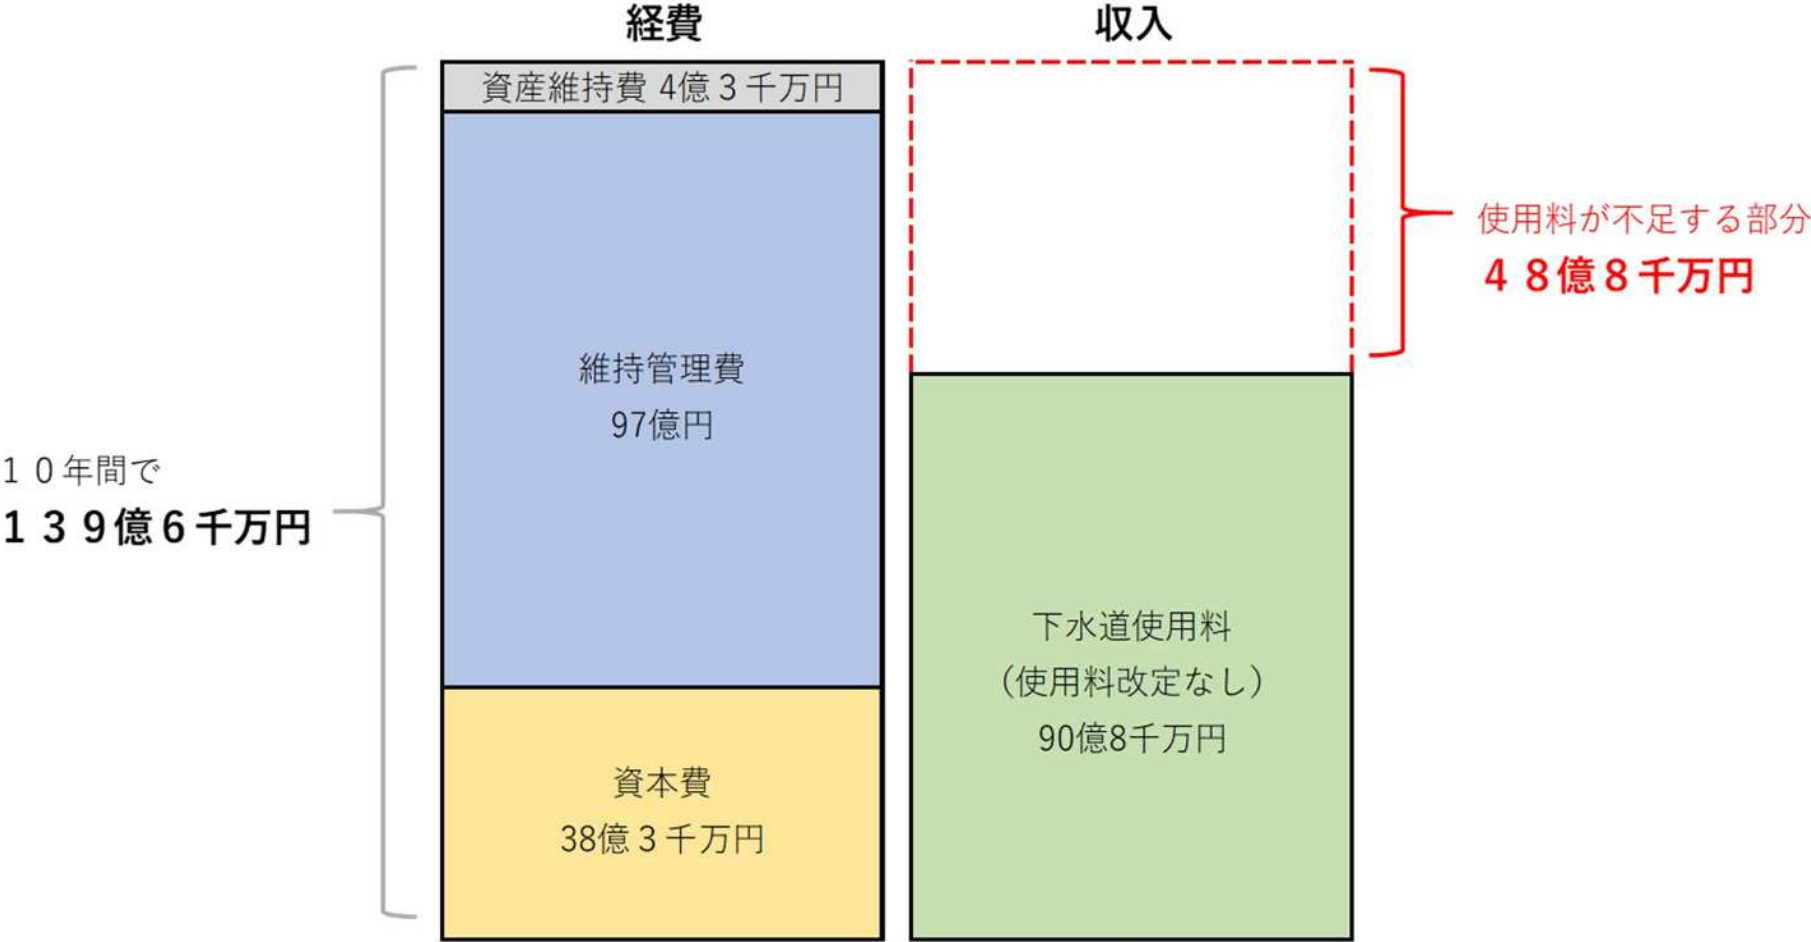 経費
収入
資産維持費 4億３千万円
維持管理費
97億円
資本費
38億３千万円
１０年間で
１３９億６千万円
下水道使用料
（使用料改定なし）
90億8千万円
使用料が不足する部分
４８億８千万円